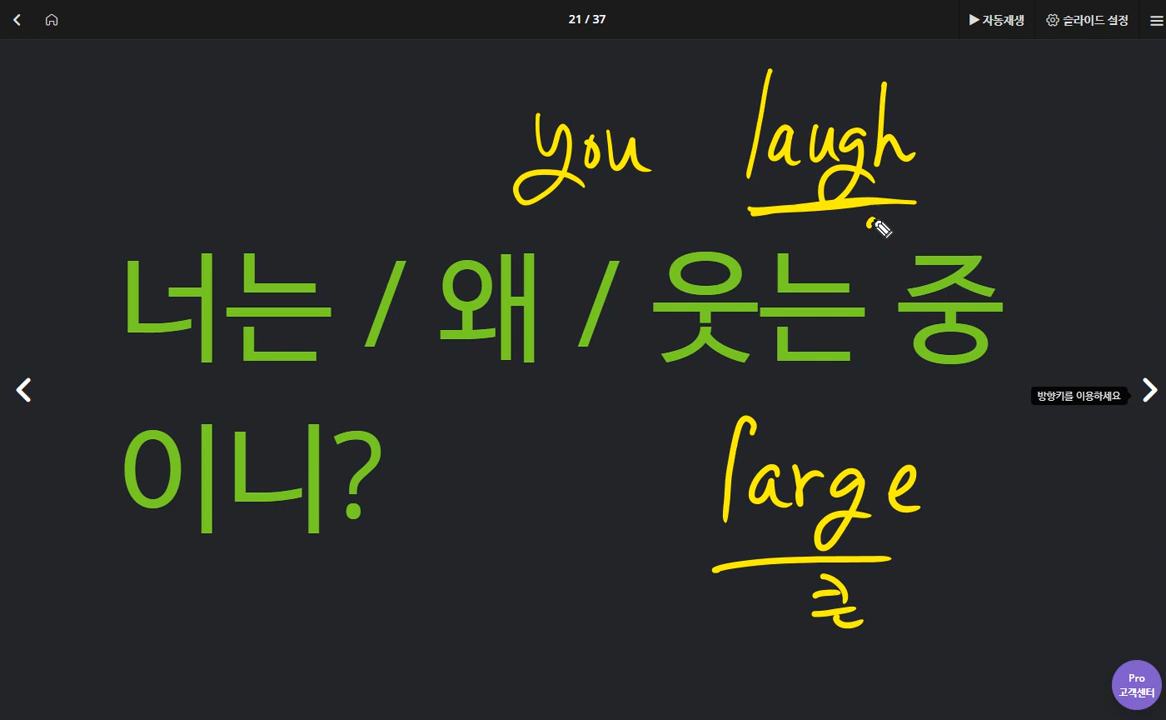 21 / 37
▶ 자동재생
슬라이드 설정
you laugh
너는 / 왜 / 웃는 중
이니?
방향키를 이용하세요
large
큰
Pro
고객센터